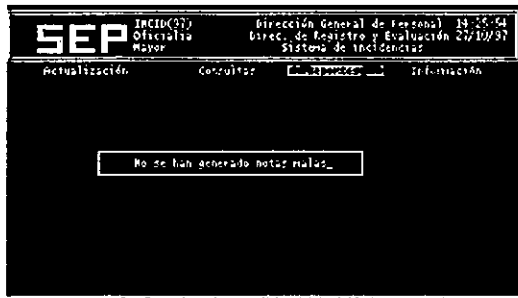 SEP INCID(97) Dirección General de Personal 14:25:54
Oficialía Direc. de Registro y Evaluación 27/10/97
Mayor Sistema de Incidencias
Actualización Consultas Información
No se han generado notas malas_